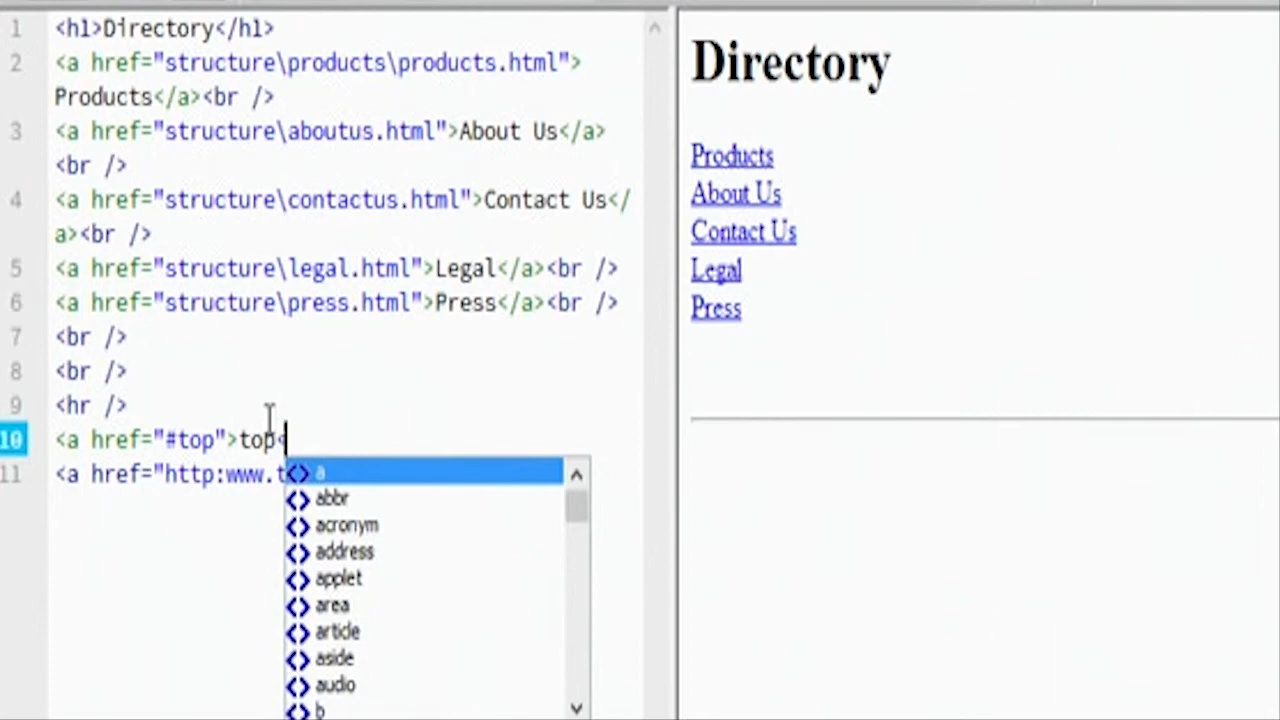 1 <h1>Directory</h1>
2 <a href="structure\products\products.html">
Products</a><br />
3 <a href="structure\aboutus.html">About Us</a>
<br />
4 <a href="structure\contactus.html">Contact Us</
a><br />
5 <a href="structure\legal.html">Legal</a><br />
6 <a href="structure\press.html">Press</a><br />
7 <br />
8 <br />
9 <hr />
10 <a href="#top">top<
11 <a href="http:www.t
a
abbr
acronym
address
applet
area
article
aside
audio
b
Directory
Products
About Us
Contact Us
Legal
Press